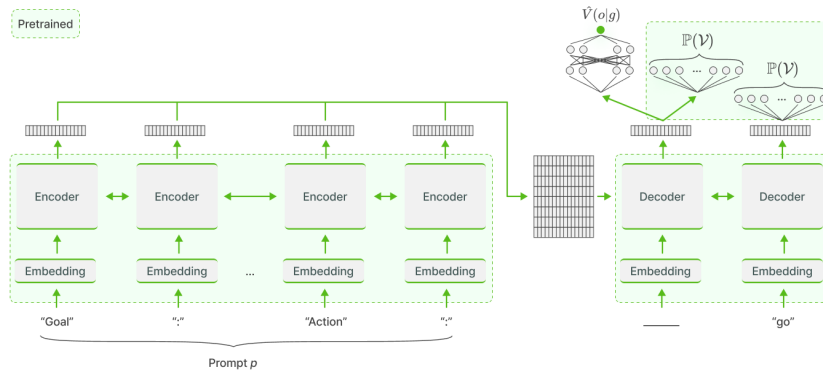 Pretrained
V̂(o|g)
ℙ(𝒱)
ℙ(𝒱)
...
...
Encoder Encoder Encoder Encoder Decoder Decoder
Embedding Embedding ... Embedding Embedding Embedding Embedding
“Goal” “:” “Action” “:” “go”
Prompt p